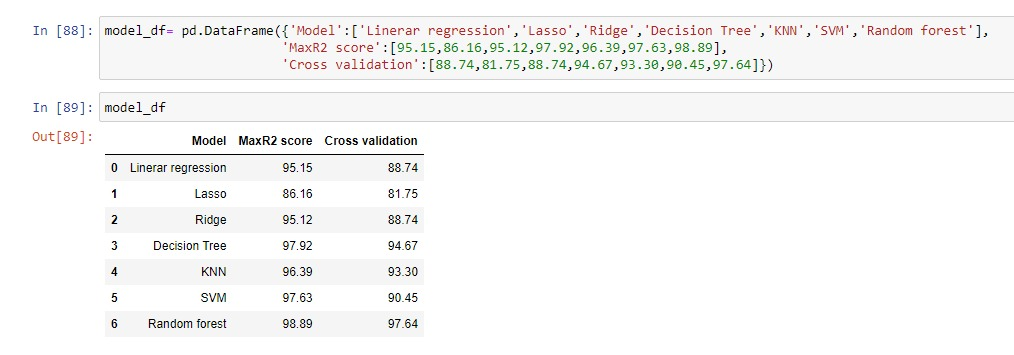 In [88]: model_df= pd.DataFrame({'Model':['Linerar regression','Lasso','Ridge','Decision Tree','KNN','SVM','Random forest'],
'MaxR2 score':[95.15,86.16,95.12,97.92,96.39,97.63,98.89],
'Cross validation':[88.74,81.75,88.74,94.67,93.30,90.45,97.64]})
In [89]: model_df
Out[89]:
Model MaxR2 score Cross validation
0 Linerar regression 95.15 88.74
1 Lasso 86.16 81.75
2 Ridge 95.12 88.74
3 Decision Tree 97.92 94.67
4 KNN 96.39 93.30
5 SVM 97.63 90.45
6 Random forest 98.89 97.64